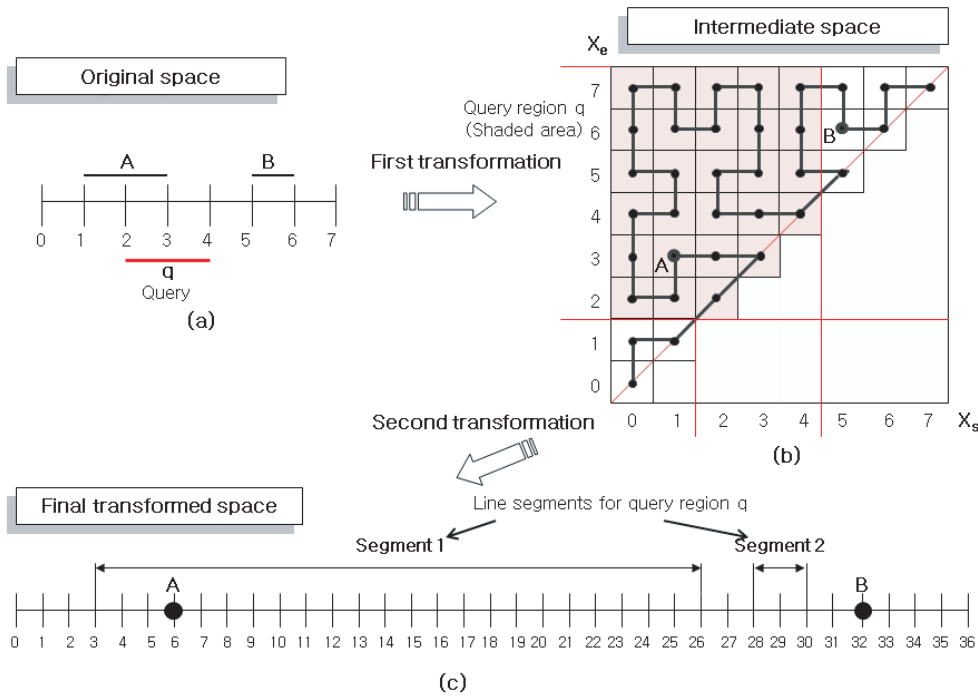 Original space
A
B
0 1 2 3 4 5 6 7
q
Query
(a)
First transformation
Intermediate space
Xe
Query region q
(Shaded area)
7
6
5
4
3
2
1
0
B
A
0 1 2 3 4 5 6 7
Xs
(b)
Second transformation
Final transformed space
Line segments for query region q
Segment 1
Segment 2
A
B
0 1 2 3 4 5 6 7 8 9 10 11 12 13 14 15 16 17 18 19 20 21 22 23 24 25 26 27 28 29 30 31 32 33 34 35 36
(c)